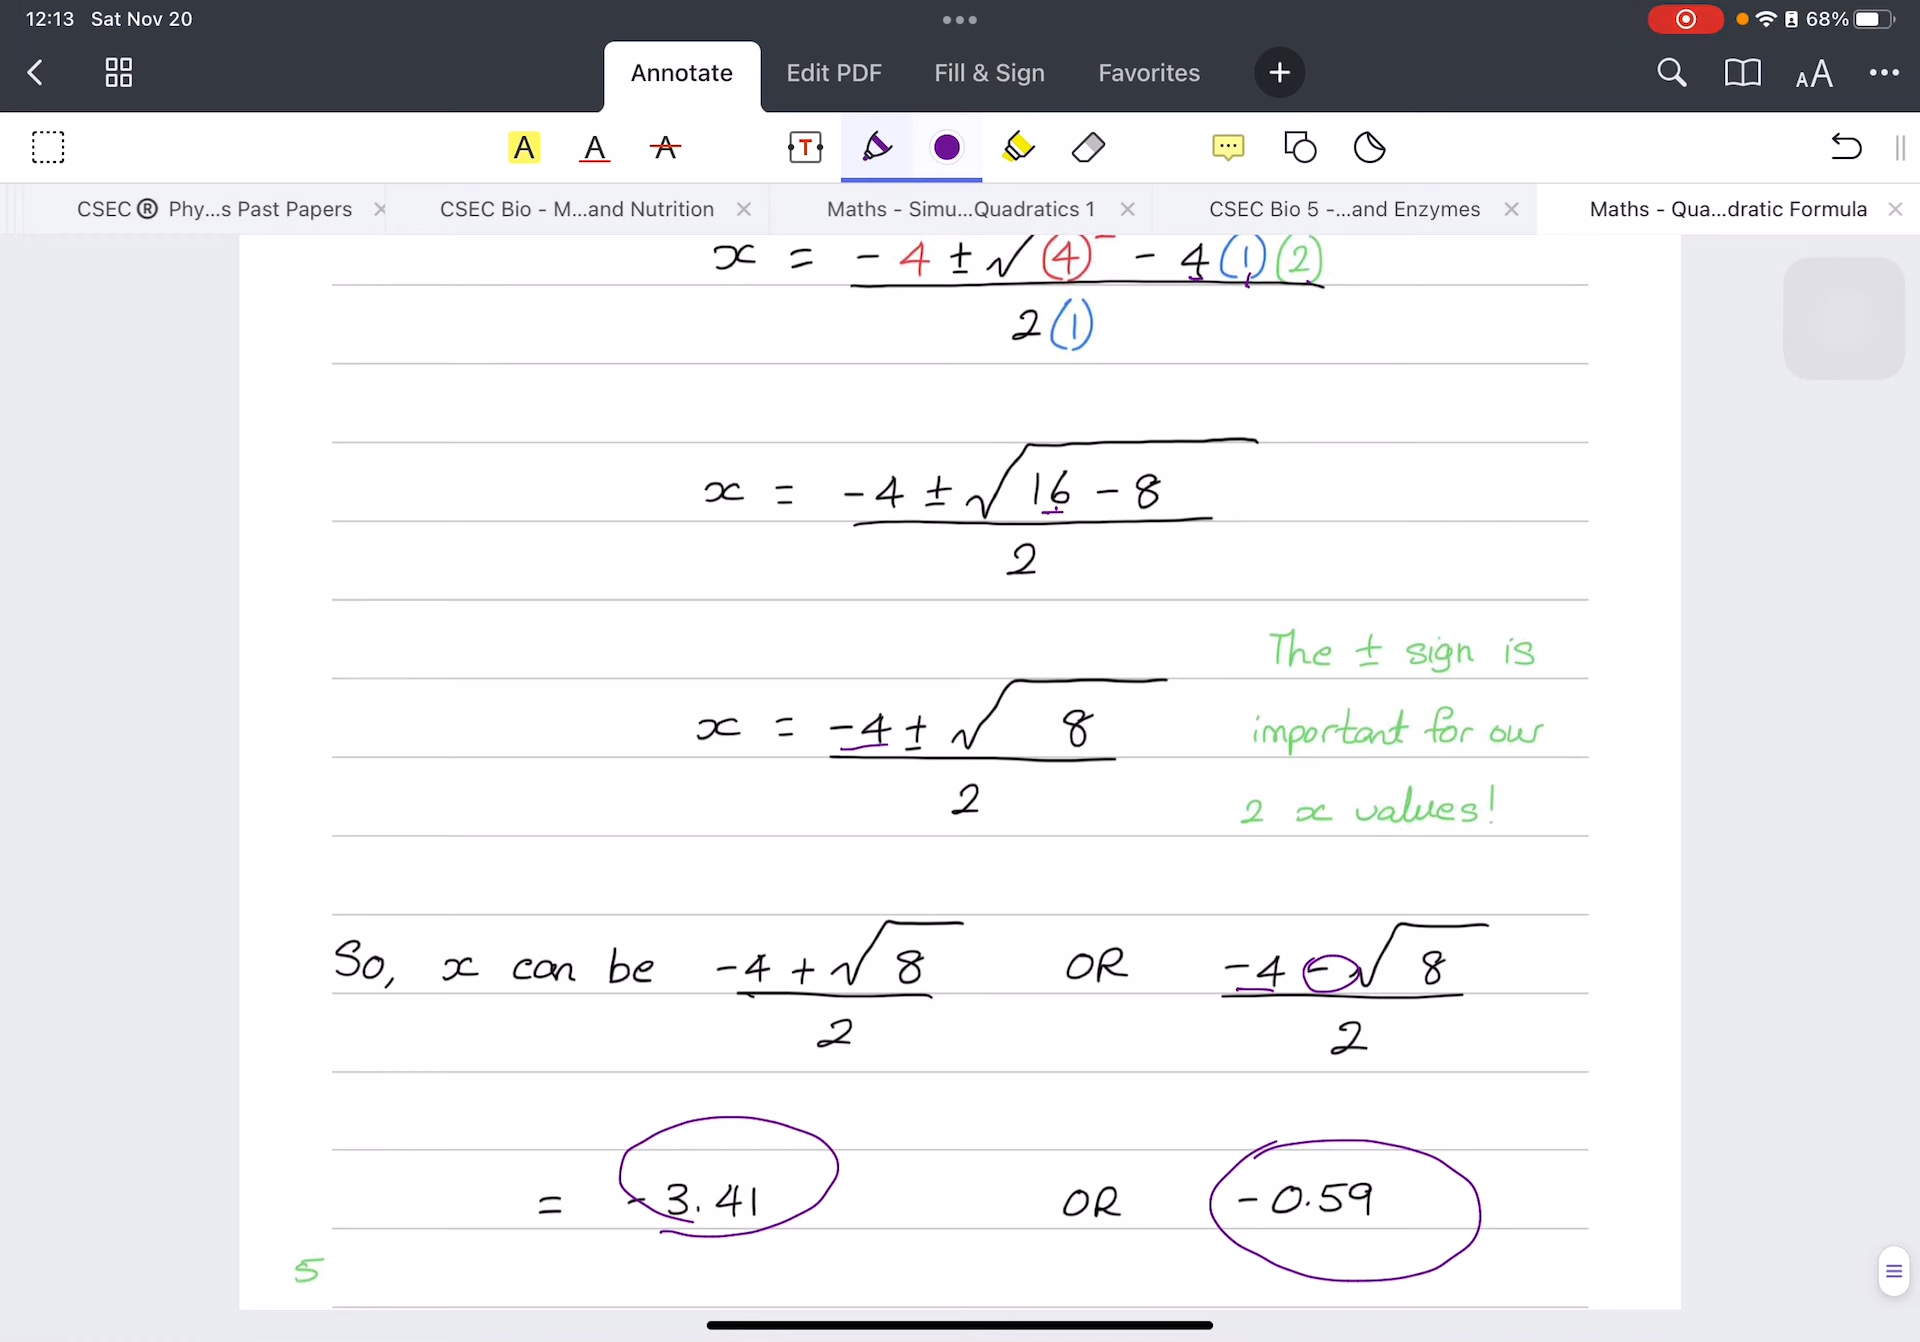 12:13 Sat Nov 20
68%
Annotate Edit PDF Fill & Sign Favorites
AA
A A A T
CSEC ® Phy...s Past Papers CSEC Bio - M...and Nutrition Maths - Simu...Quadratics 1 CSEC Bio 5 -...and Enzymes Maths - Qua...dratic Formula
x = - 4 ± √ (4) - 4 (1)(2)
2 (1)
x = -4 ± √ 16 - 8
2
The ± sign is
x = -4 ± √ 8
important for our
2
2 x values!
So, x can be -4 + √ 8 OR -4 - √ 8
2 2
= - 3.41 OR - 0.59
5